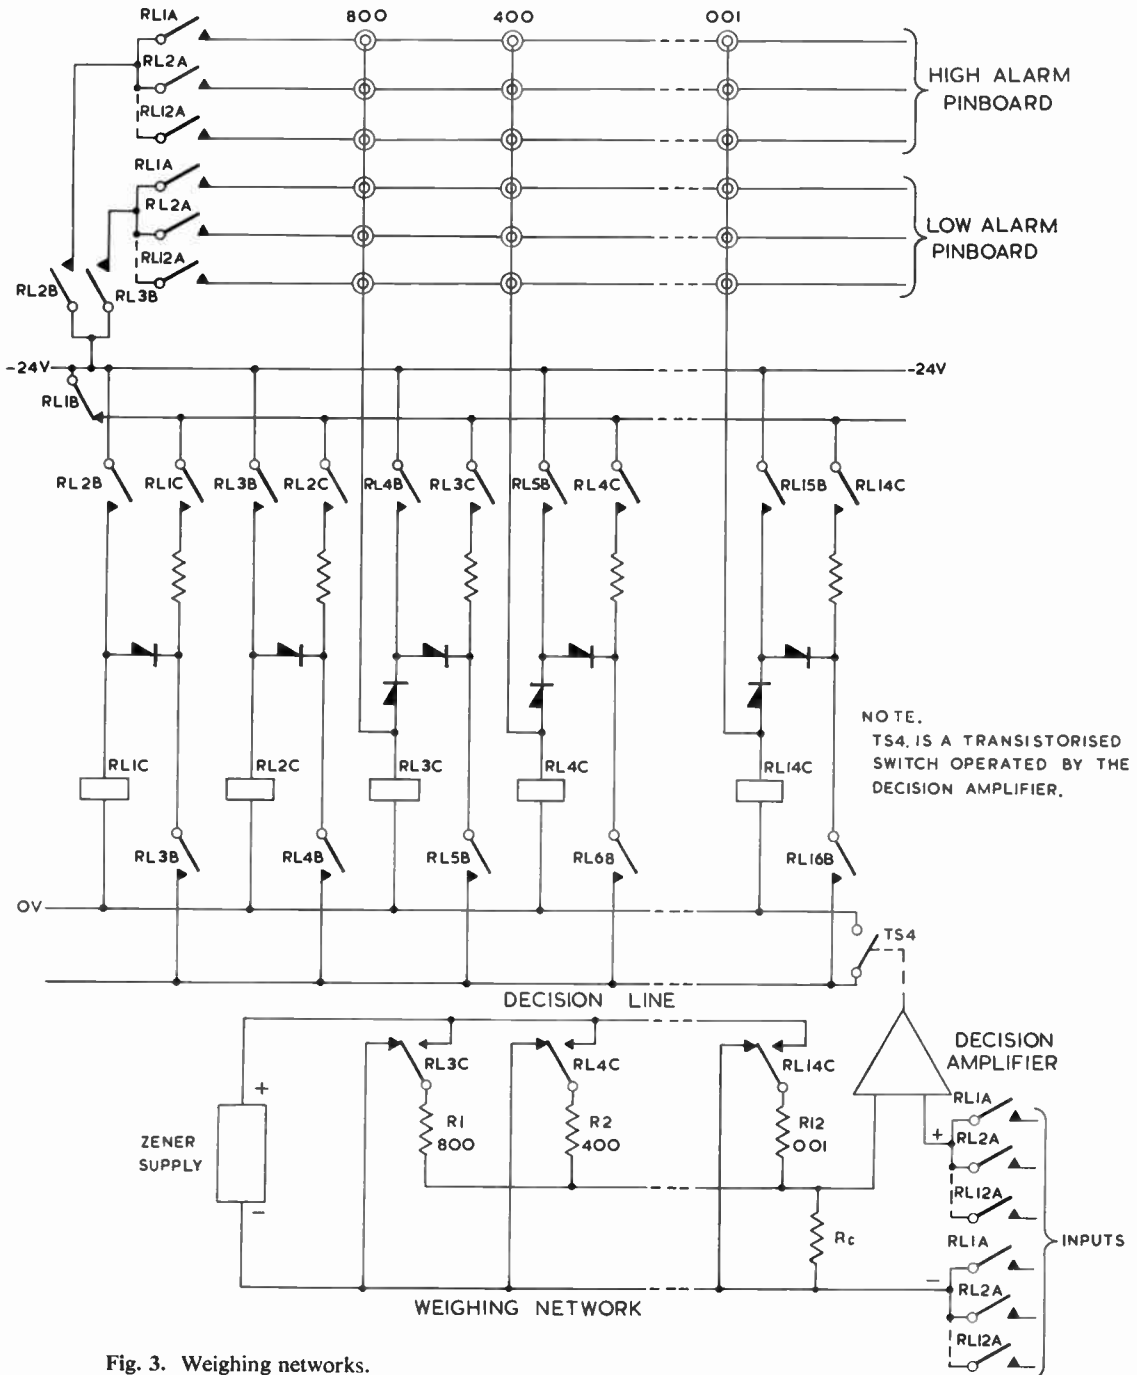 RL1A
800
400
001
RL2A
RL12A
HIGH ALARM
PINBOARD
RL1A
RL2A
RL12A
LOW ALARM
PINBOARD
RL2B
RL3B
-24V
-24V
RL1B
RL2B
RL1C
RL3B
RL2C
RL4B
RL3C
RL5B
RL4C
RL15B
RL14C
NOTE.
TS4, IS A TRANSISTORISED
SWITCH OPERATED BY THE
DECISION AMPLIFIER.
RL1C
RL2C
RL3C
RL4C
RL14C
RL3B
RL4B
RL5B
RL6B
RL16B
0V
TS4
DECISION LINE
DECISION
AMPLIFIER
RL3C
RL4C
RL14C
+
ZENER
SUPPLY
−
R1
800
R2
400
R12
001
Rc
RL1A
+
RL2A
RL12A
INPUTS
RL1A
−
RL2A
RL12A
WEIGHING NETWORK
Fig. 3. Weighing networks.